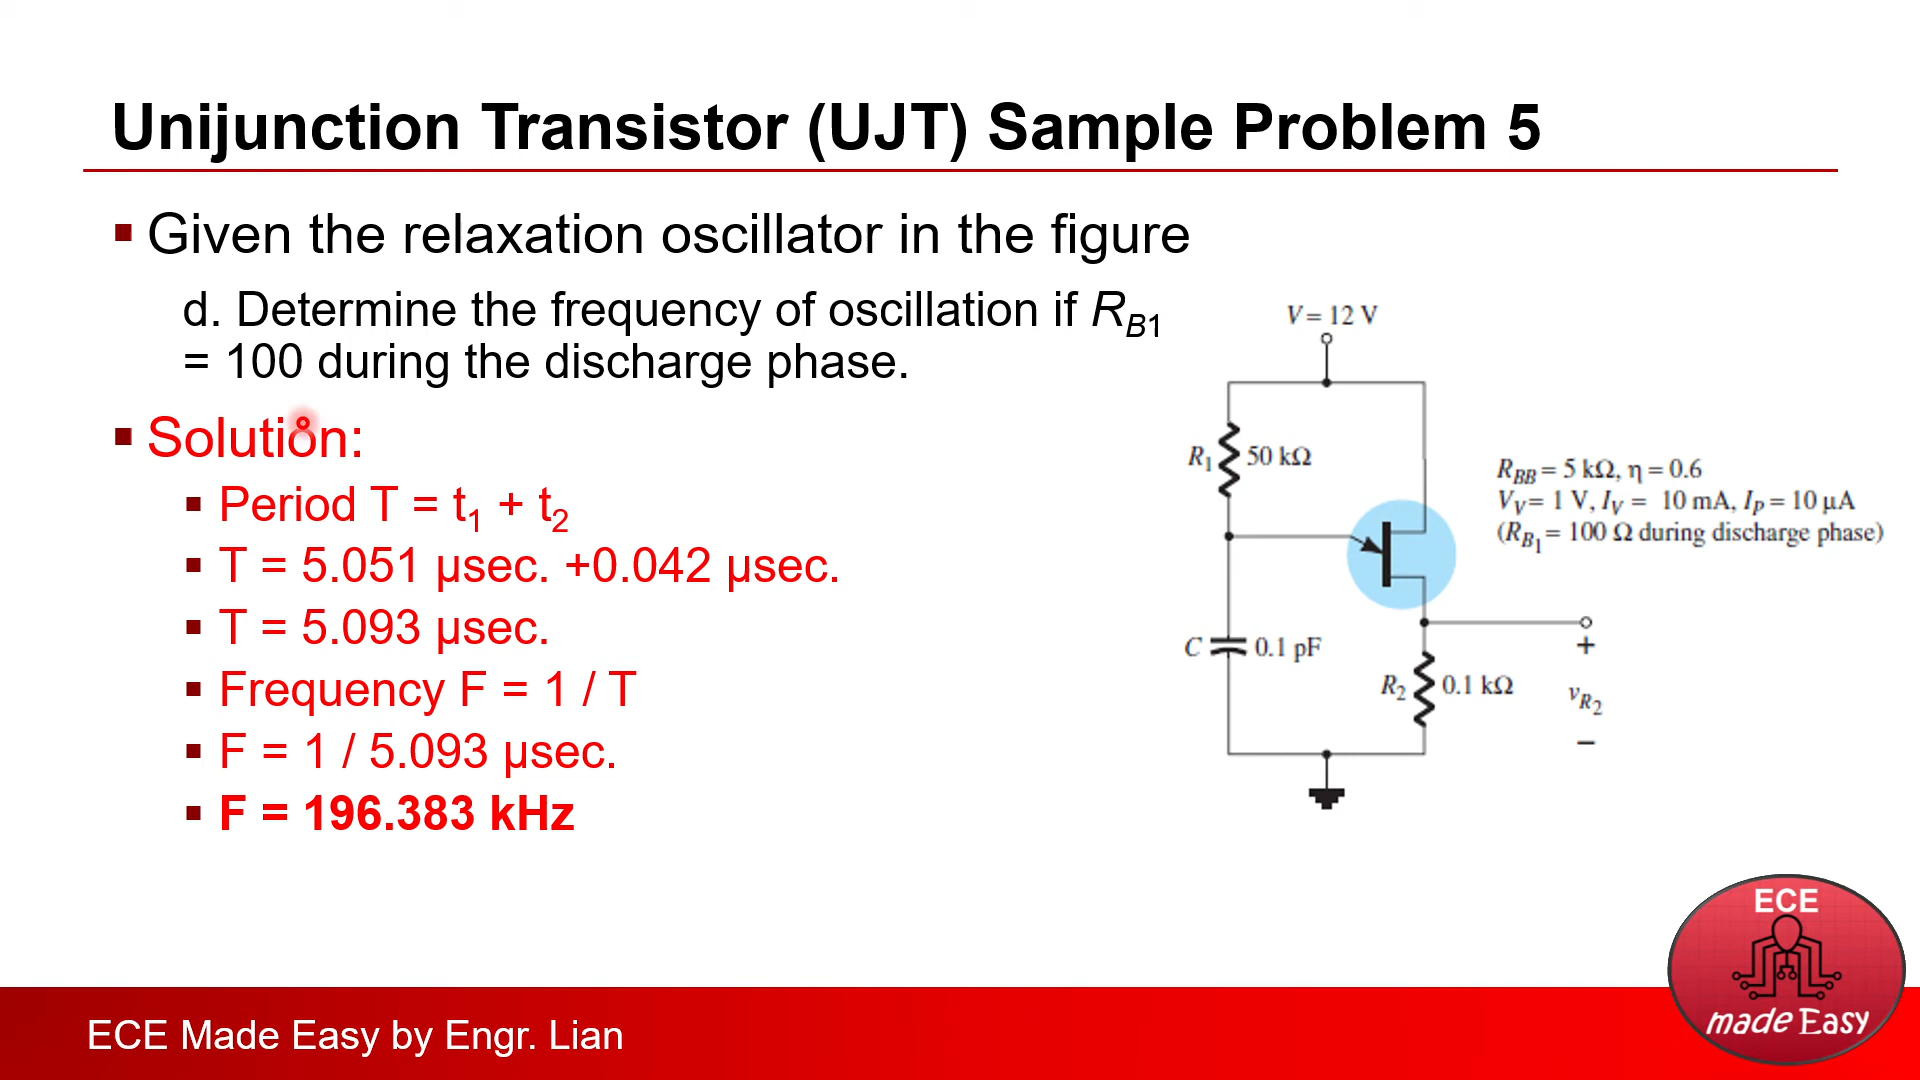 Unijunction Transistor (UJT) Sample Problem 5
Given the relaxation oscillator in the figure
d. Determine the frequency of oscillation if R_B1
= 100 during the discharge phase.
Solution:
Period T = t₁ + t₂
T = 5.051 μsec. +0.042 μsec.
T = 5.093 μsec.
Frequency F = 1 / T
F = 1 / 5.093 μsec.
F = 196.383 kHz
V = 12 V
R₁ 50 kΩ
R_BB = 5 kΩ, η = 0.6
V_V = 1 V, I_V = 10 mA, I_P = 10 μA
(R_B₁ = 100 Ω during discharge phase)
C 0.1 pF
R₂ 0.1 kΩ
+
v_R₂
−
ECE
made Easy
ECE Made Easy by Engr. Lian